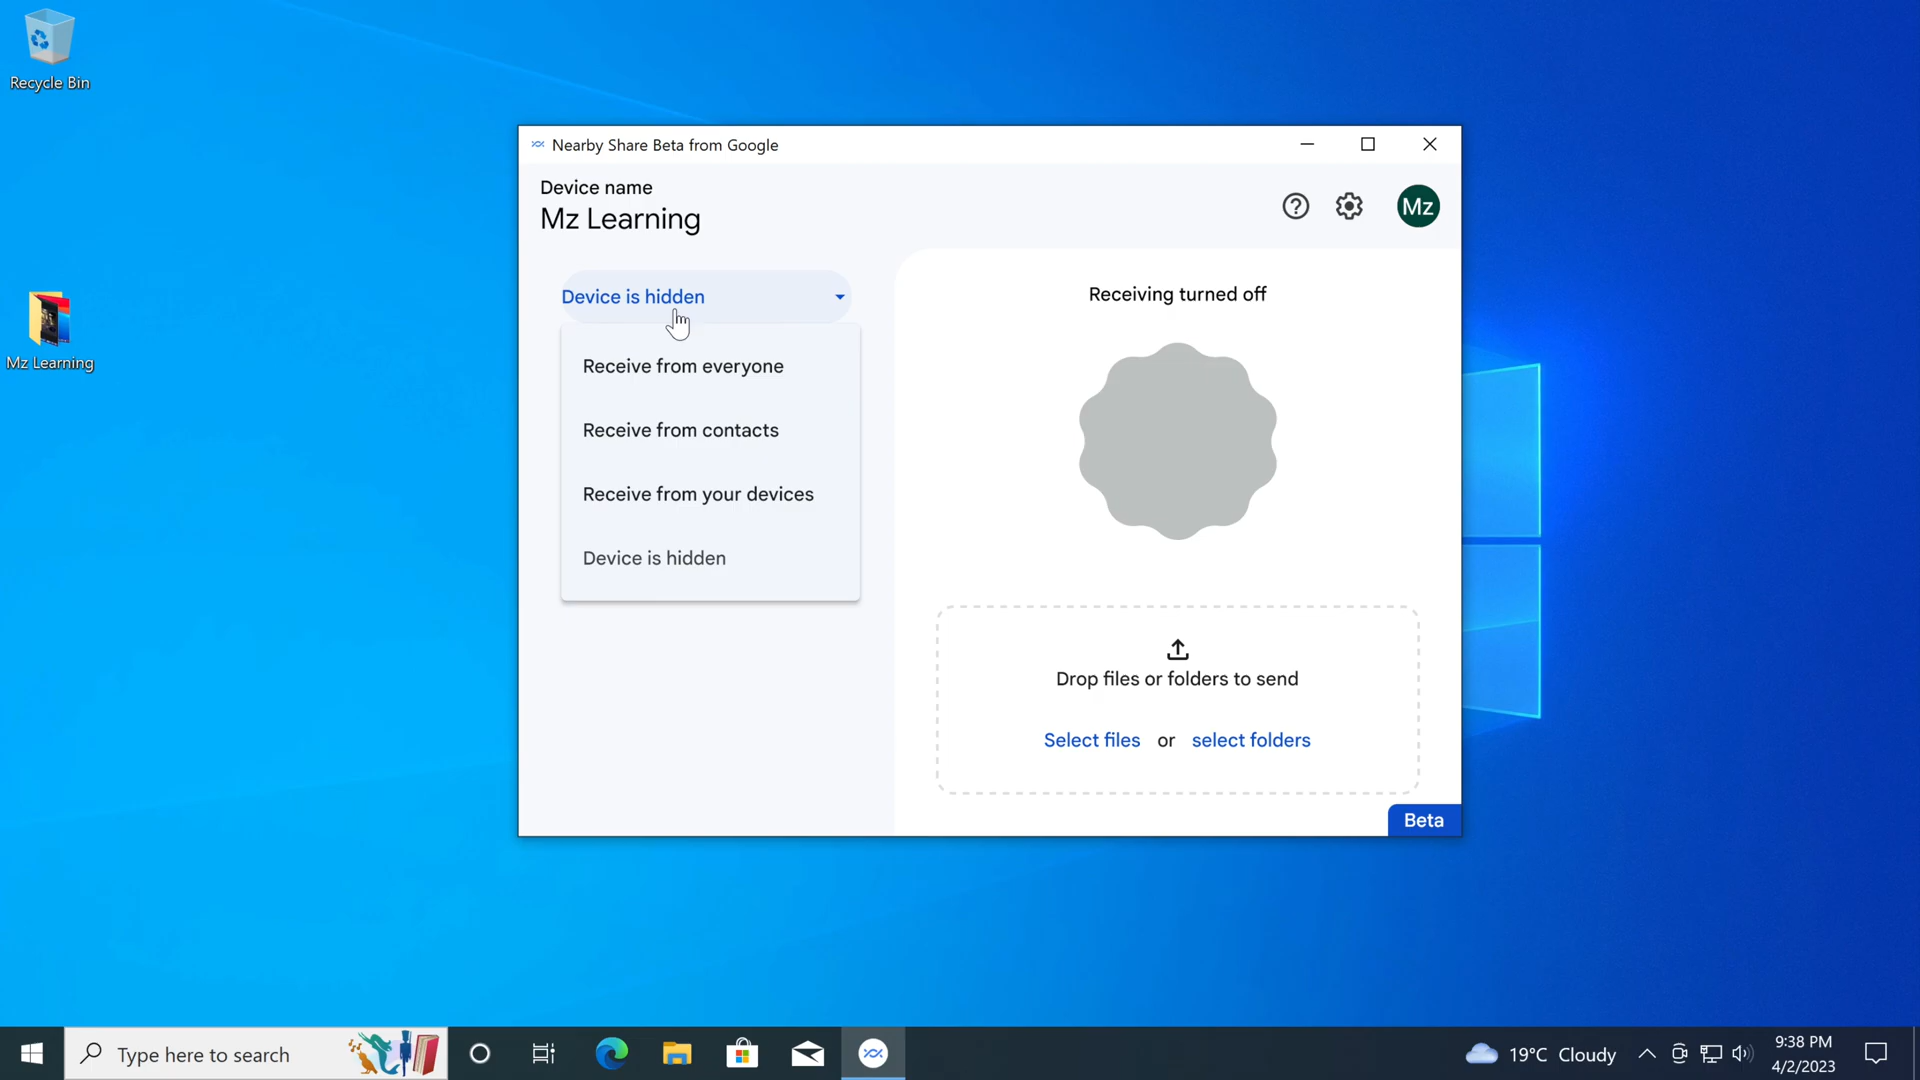 Recycle Bin
Mz Learning
Nearby Share Beta from Google
Device name
Mz Learning
Mz
Device is hidden
Receive from everyone
Receive from contacts
Receive from your devices
Device is hidden
Receiving turned off
Drop files or folders to send
Select files or select folders
Beta
Type here to search
19°C Cloudy
9:38 PM
4/2/2023